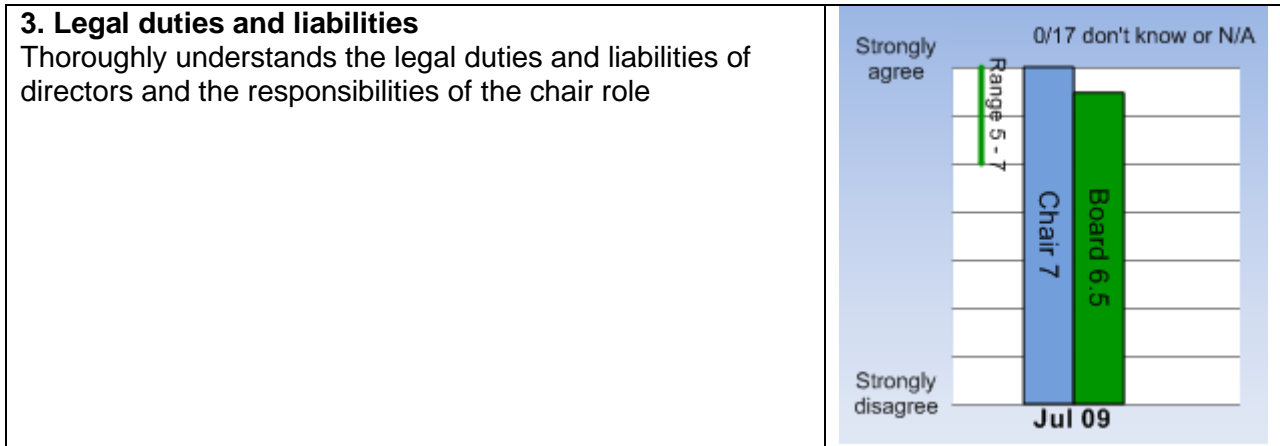 3. Legal duties and liabilities
Thoroughly understands the legal duties and liabilities of
directors and the responsibilities of the chair role
0/17 don't know or N/A
Strongly
agree
Range 5 - 7
Chair 7
Board 6.5
Strongly
disagree
Jul 09